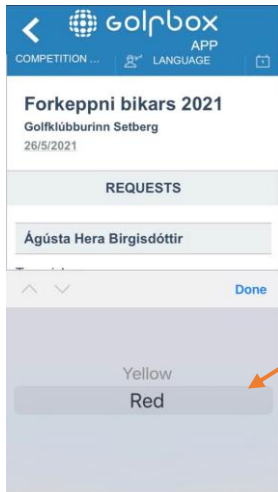 GOLFBOX
APP
COMPETITION ... LANGUAGE
Forkeppni bikars 2021
Golfklúbburinn Setberg
26/5/2021
REQUESTS
Ágústa Hera Birgisdóttir
Done
Yellow
Red